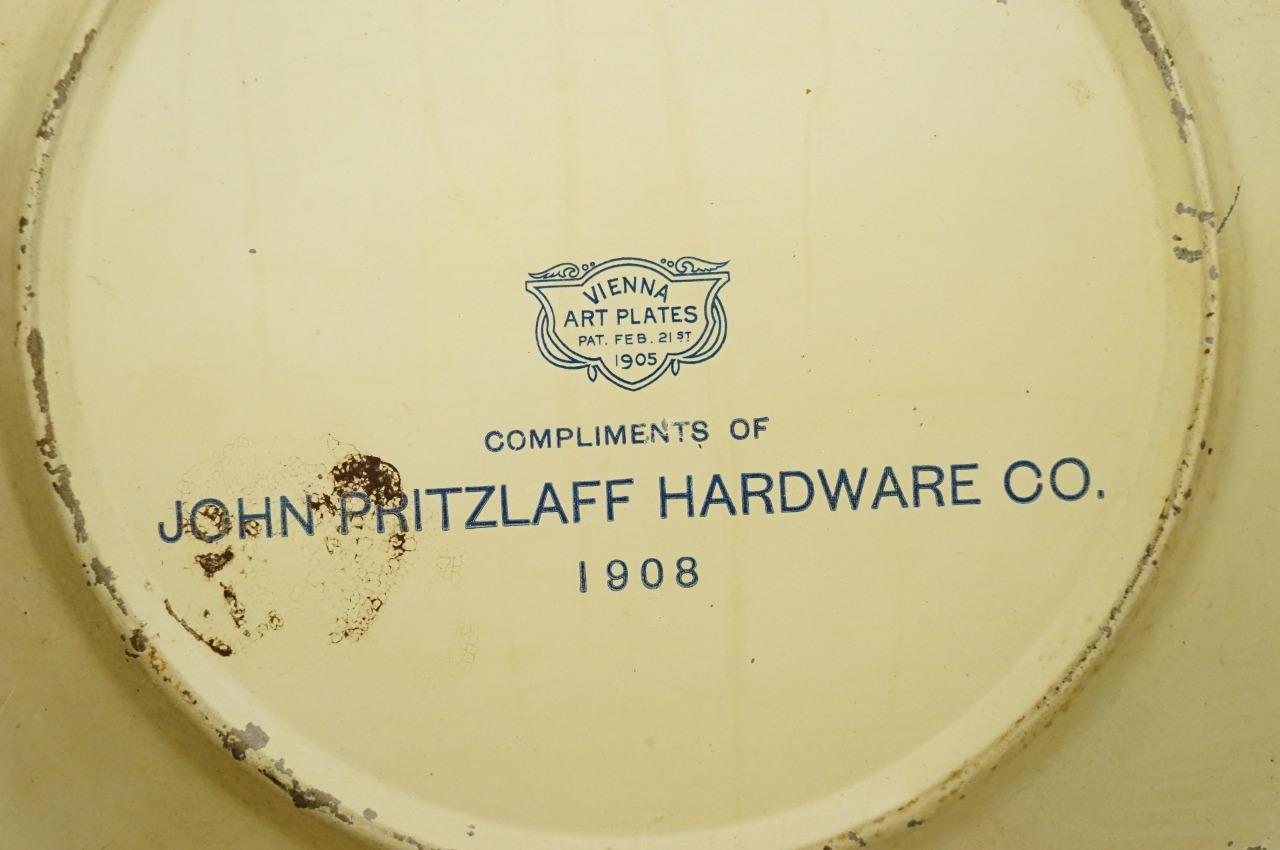 VIENNA
ART PLATES
PAT. FEB. 21ST
1905
COMPLIMENTS OF
JOHN PRITZLAFF HARDWARE CO.
1908